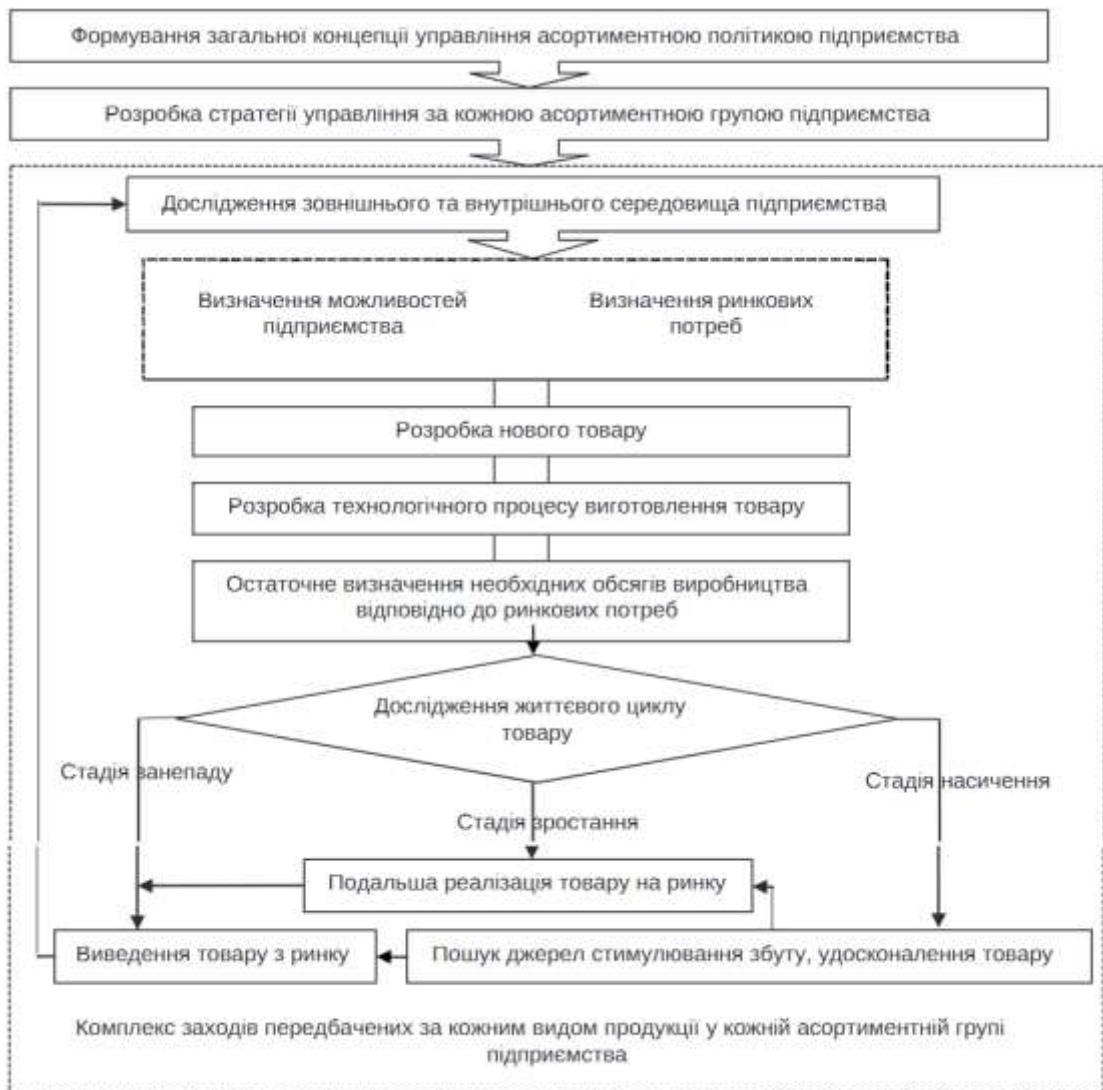 Формування загальної концепції управління асортиментною політикою підприємства
Розробка стратегії управління за кожною асортиментною групою підприємства
Дослідження зовнішнього та внутрішнього середовища підприємства
Визначення можливостей
підприємства
Визначення ринкових
потреб
Розробка нового товару
Розробка технологічного процесу виготовлення товару
Остаточне визначення необхідних обсягів виробництва
відповідно до ринкових потреб
Дослідження життєвого циклу
товару
Стадія занепаду
Стадія насичення
Стадія зростання
Подальша реалізація товару на ринку
Виведення товару з ринку
Пошук джерел стимулювання збуту, удосконалення товару
Комплекс заходів передбачених за кожним видом продукції у кожній асортиментній групі
підприємства